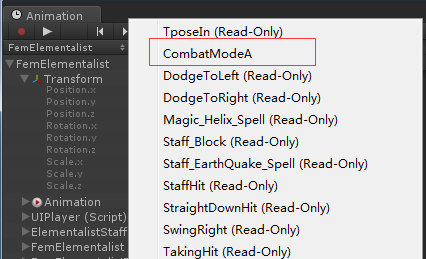 Animation
FemElementalist
FemElementalist
Transform
Position.x
Position.y
Position.z
Rotation.x
Rotation.y
Rotation.z
Scale.x
Scale.y
Scale.z
Animation
UIPlayer (Script)
ElementalistStaff
FemElementalist
TposeIn (Read-Only)
CombatModeA
DodgeToLeft (Read-Only)
DodgeToRight (Read-Only)
Magic_Helix_Spell (Read-Only)
Staff_Block (Read-Only)
Staff_EarthQuake_Spell (Read-Only)
StaffHit (Read-Only)
StraightDownHit (Read-Only)
SwingRight (Read-Only)
TakingHit (Read-Only)